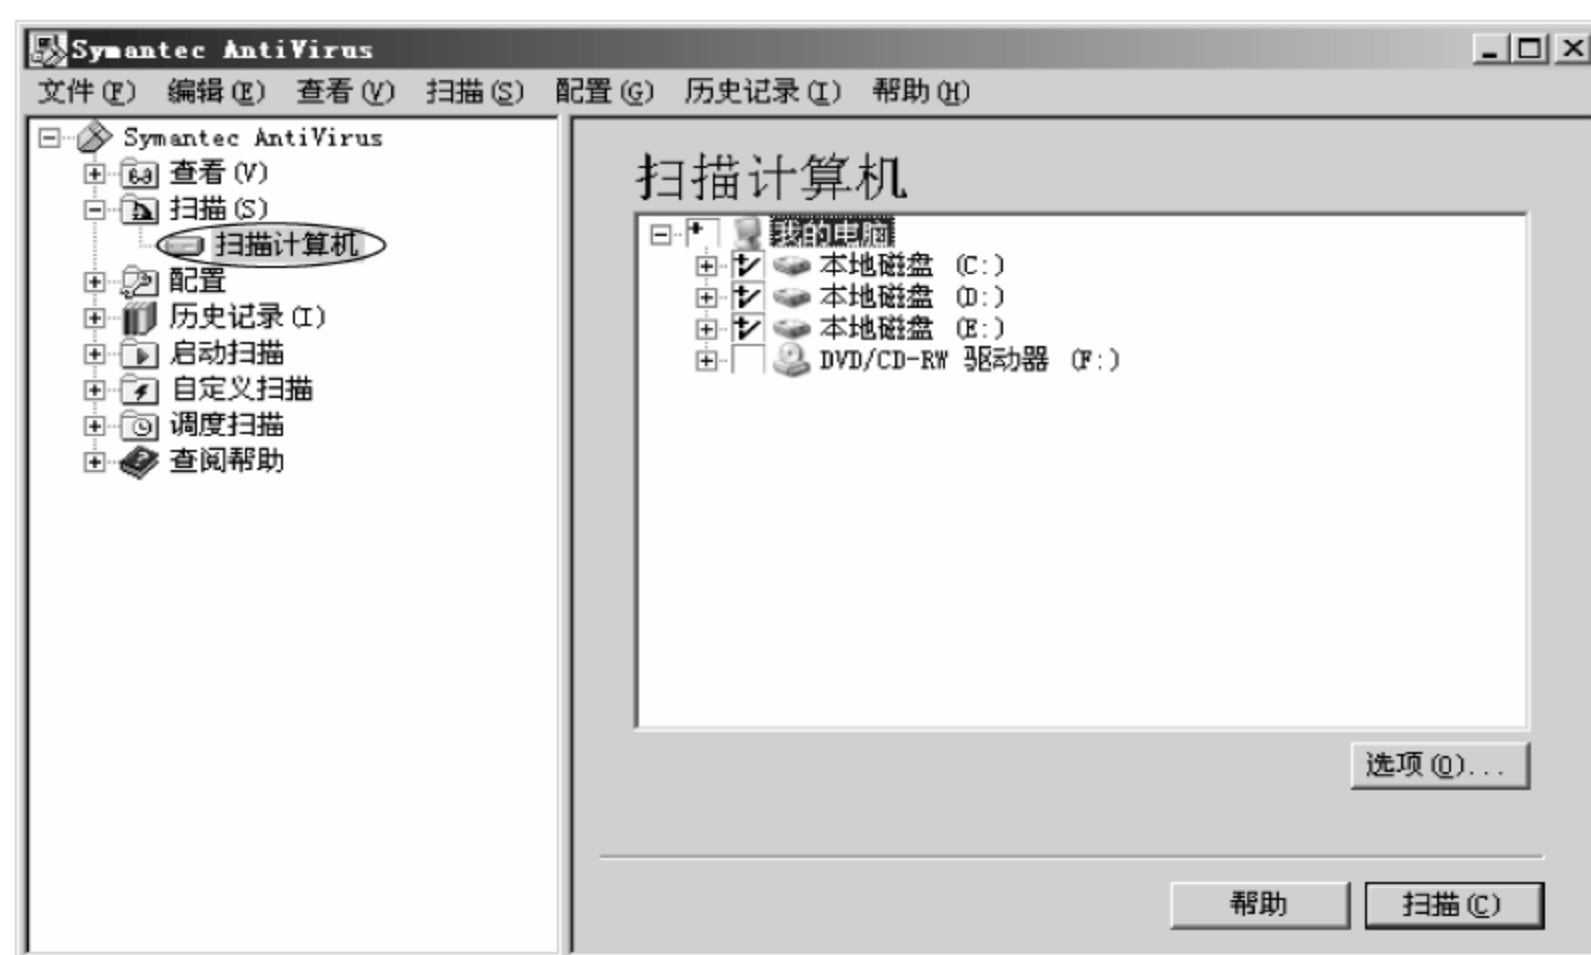 Symantec AntiVirus
文件(F) 编辑(E) 查看(V) 扫描(S) 配置(G) 历史记录(I) 帮助(H)
Symantec AntiVirus
查看(V)
扫描(S)
扫描计算机
配置
历史记录(I)
启动扫描
自定义扫描
调度扫描
查阅帮助
扫描计算机
我的电脑
本地磁盘 (C:)
本地磁盘 (D:)
本地磁盘 (E:)
DVD/CD-RW 驱动器 (F:)
选项(O)...
帮助 扫描(C)